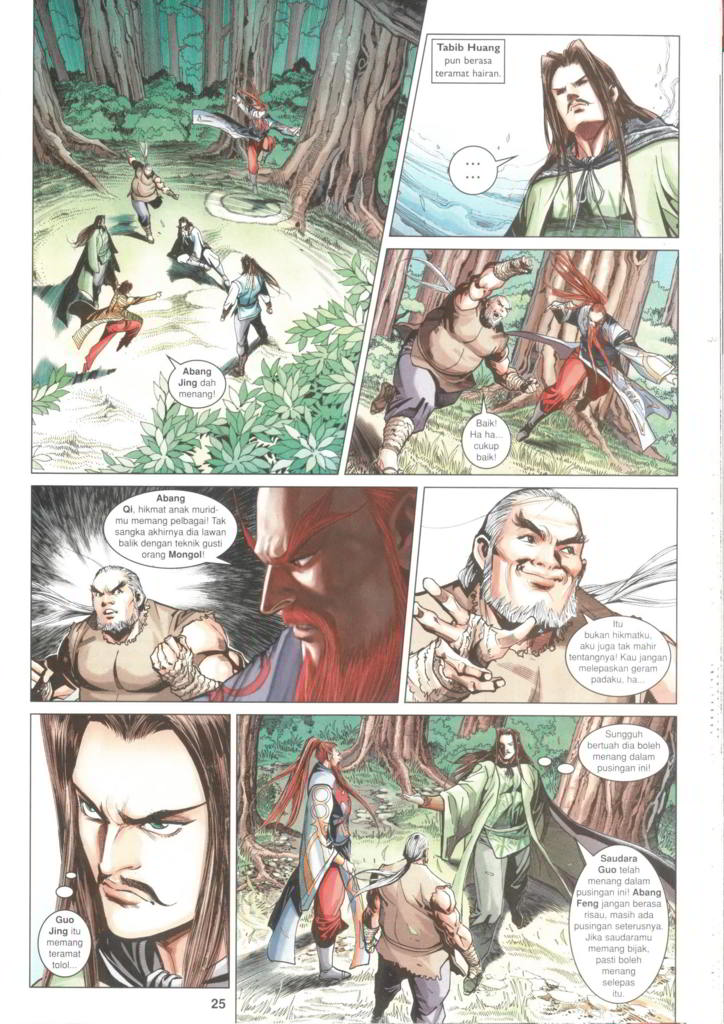 Tabib Huang
pun berasa
teramat hairan.
...
...
Abang
Jing dah
menang!
Baik!
Ha ha...
cukup
baik!
Abang
Qi, hikmat anak murid-
mu memang pelbagai! Tak
sangka akhirnya dia lawan
balik dengan teknik gusti
orang Mongol!
Itu
bukan hikmatku,
aku juga tak mahir
tentangnya! Kau jangan
melepaskan geram
padaku, ha...
Guo
Jing itu
memang
teramat
tolol...
Sungguh
bertuah dia boleh
menang dalam
pusingan ini!
Saudara
Guo telah
menang dalam
pusingan ini! Abang
Feng jangan berasa
risau, masih ada
pusingan seterusnya.
Jika saudaramu
memang bijak,
pasti boleh
menang
selepas
itu.
25